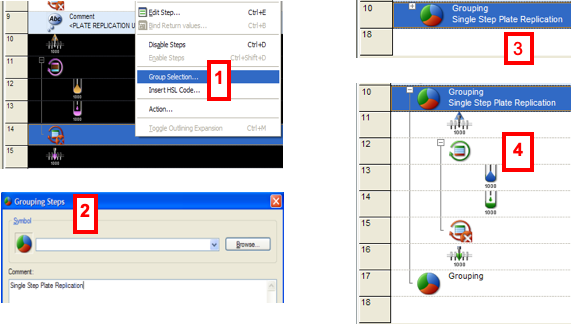 9
Comment
<PLATE REPLICATION U
10
1000
11
12
1000
13
1000
14
15
1000
Edit Step...    Ctrl+E
Bind Return values...    Ctrl+B
Disable Steps    Ctrl+D
Enable Steps    Ctrl+Shift+D
Group Selection...
Insert HSL Code...
Action...
Toggle Outlining Expansion    Ctrl+M
1
Grouping Steps
2
Symbol
Browse...
Comment:
Single Step Plate Replication
10
Grouping
Single Step Plate Replication
18
3
10
Grouping
Single Step Plate Replication
11
1000
12
4
13
1000
14
1000
15
16
1000
17
Grouping
18